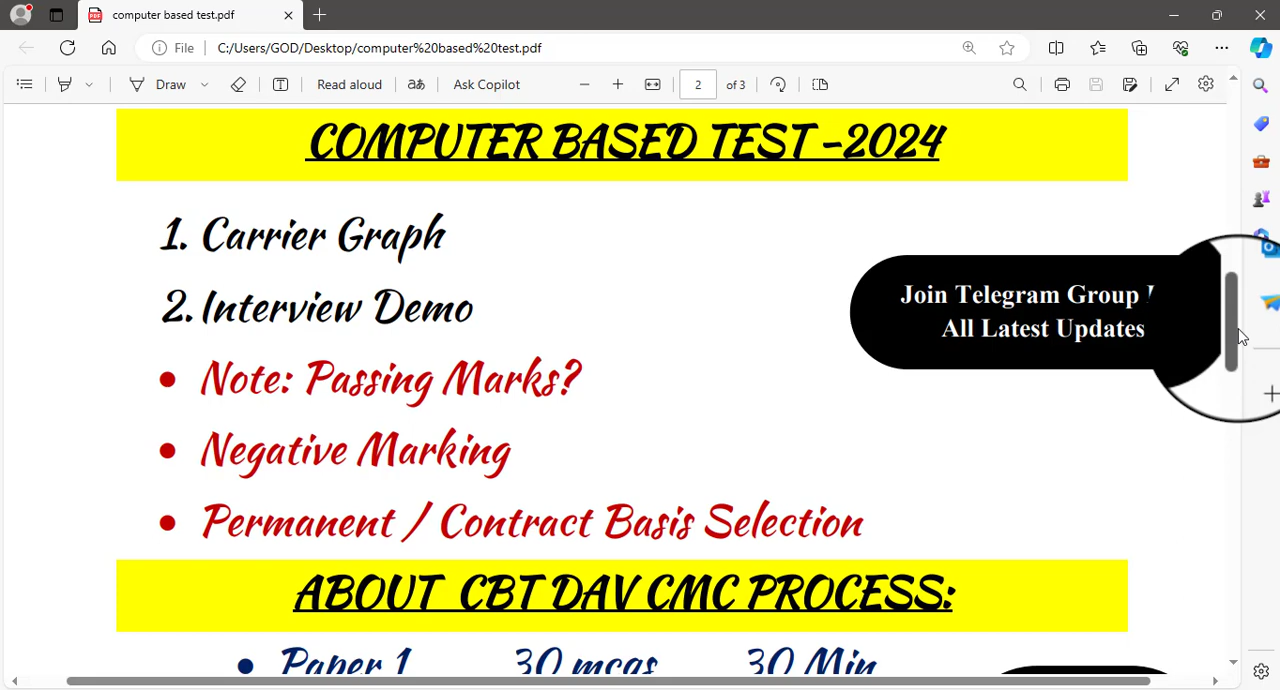 computer based test.pdf
File
C:/Users/GOD/Desktop/computer%20based%20test.pdf
Draw
Read aloud
aあ
Ask Copilot
2 of 3
COMPUTER BASED TEST -2024
1. Carrier Graph
2. Interview Demo
Join Telegram Group
All Latest Updates
• Note: Passing Marks?
• Negative Marking
• Permanent / Contract Basis Selection
ABOUT CBT DAV CMC PROCESS:
• Paper 1 30 mcqs 30 Min